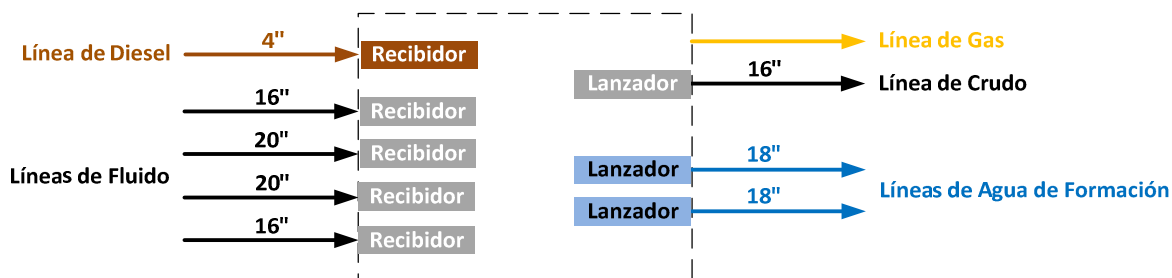 Línea de Diesel
4"
Recibidor
Líneas de Fluido
16"
Recibidor
20"
Recibidor
20"
Recibidor
16"
Recibidor
Línea de Gas
Lanzador
16"
Línea de Crudo
Lanzador
18"
Lanzador
18"
Líneas de Agua de Formación